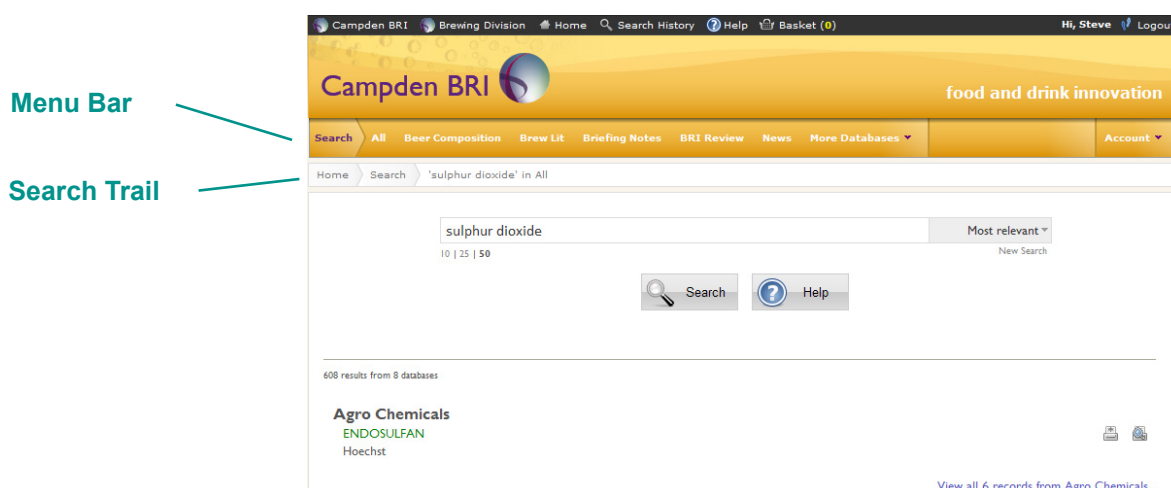 Campden BRI Brewing Division Home Search History Help Basket (0) Hi, Steve Logou
Campden BRI
food and drink innovation
Menu Bar
Search All Beer Composition Brew Lit Briefing Notes BRI Review News More Databases Account
Search Trail
Home Search 'sulphur dioxide' in All
sulphur dioxide Most relevant
10 | 25 | 50 New Search
Search Help
608 results from 8 databases
Agro Chemicals
ENDOSULFAN
Hoechst
View all 6 records from Agro Chemicals